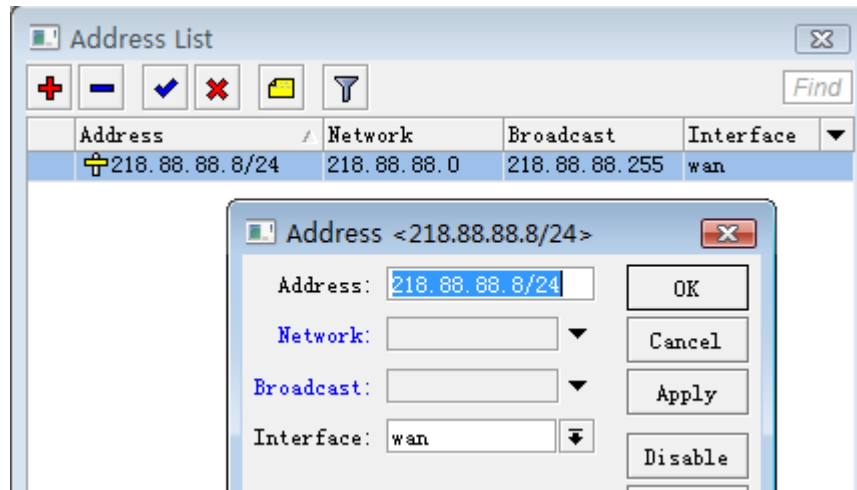 Address List
Find
Address Network Broadcast Interface
218.88.88.8/24 218.88.88.0 218.88.88.255 wan
Address <218.88.88.8/24>
Address: 218.88.88.8/24 OK
Network: Cancel
Broadcast: Apply
Interface: wan
Disable